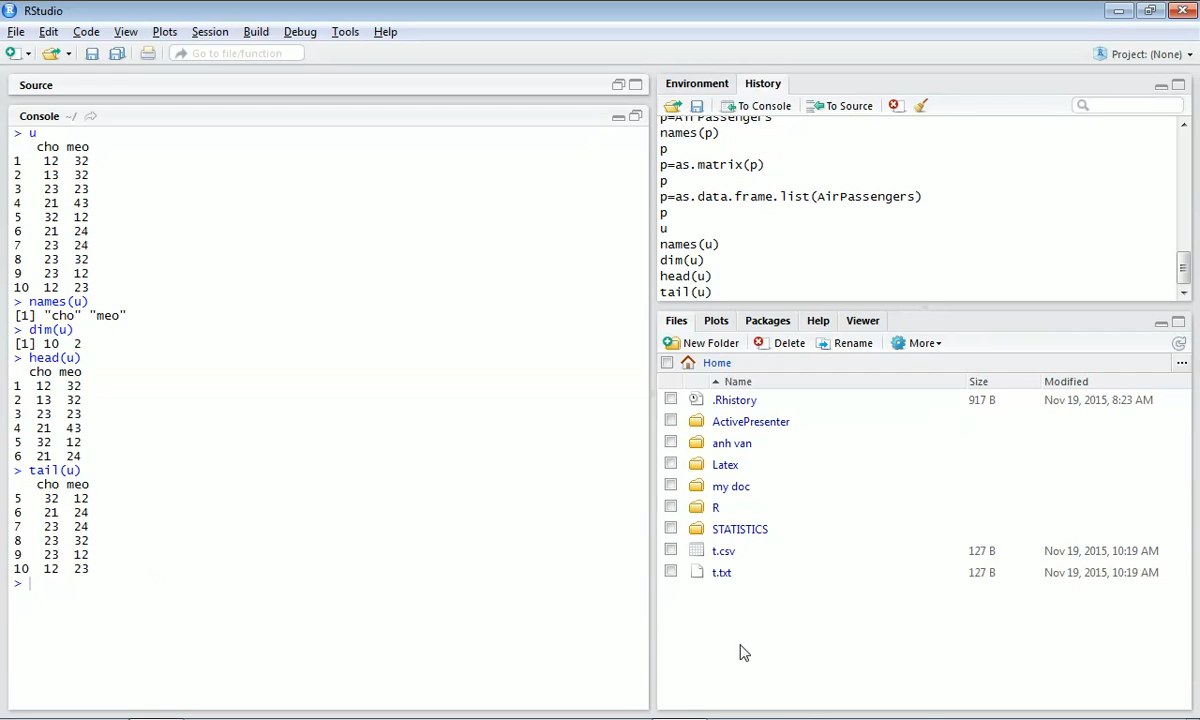 RStudio
File Edit Code View Plots Session Build Debug Tools Help
Go to file/function
Project: (None)
Source
Console ~/
> u
cho meo
1 12 32
2 13 32
3 23 23
4 21 43
5 32 12
6 21 24
7 23 24
8 23 32
9 23 12
10 12 23
> names(u)
[1] "cho" "meo"
> dim(u)
[1] 10 2
> head(u)
cho meo
1 12 32
2 13 32
3 23 23
4 21 43
5 32 12
6 21 24
> tail(u)
cho meo
5 32 12
6 21 24
7 23 24
8 23 32
9 23 12
10 12 23
>
Environment History
To Console To Source
p=AirPassengers
names(p)
p
p=as.matrix(p)
p
p=as.data.frame.list(AirPassengers)
p
u
names(u)
dim(u)
head(u)
tail(u)
Files Plots Packages Help Viewer
New Folder Delete Rename More
Home ...
Name Size Modified
.Rhistory 917 B Nov 19, 2015, 8:23 AM
ActivePresenter
anh van
Latex
my doc
R
STATISTICS
t.csv 127 B Nov 19, 2015, 10:19 AM
t.txt 127 B Nov 19, 2015, 10:19 AM